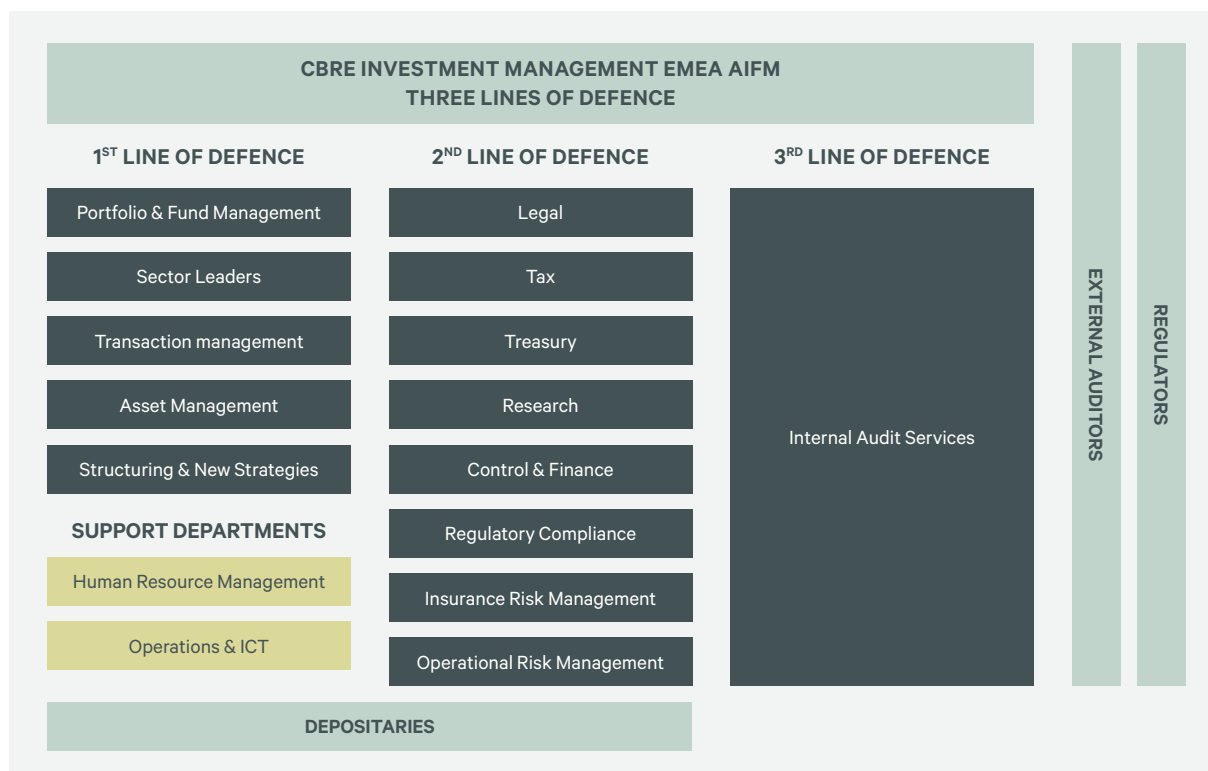 CBRE INVESTMENT MANAGEMENT EMEA AIFM
THREE LINES OF DEFENCE
1ST LINE OF DEFENCE
Portfolio & Fund Management
Sector Leaders
Transaction management
Asset Management
Structuring & New Strategies
SUPPORT DEPARTMENTS
Human Resource Management
Operations & ICT
2ND LINE OF DEFENCE
Legal
Tax
Treasury
Research
Control & Finance
Regulatory Compliance
Insurance Risk Management
Operational Risk Management
3RD LINE OF DEFENCE
Internal Audit Services
DEPOSITARIES
EXTERNAL AUDITORS
REGULATORS